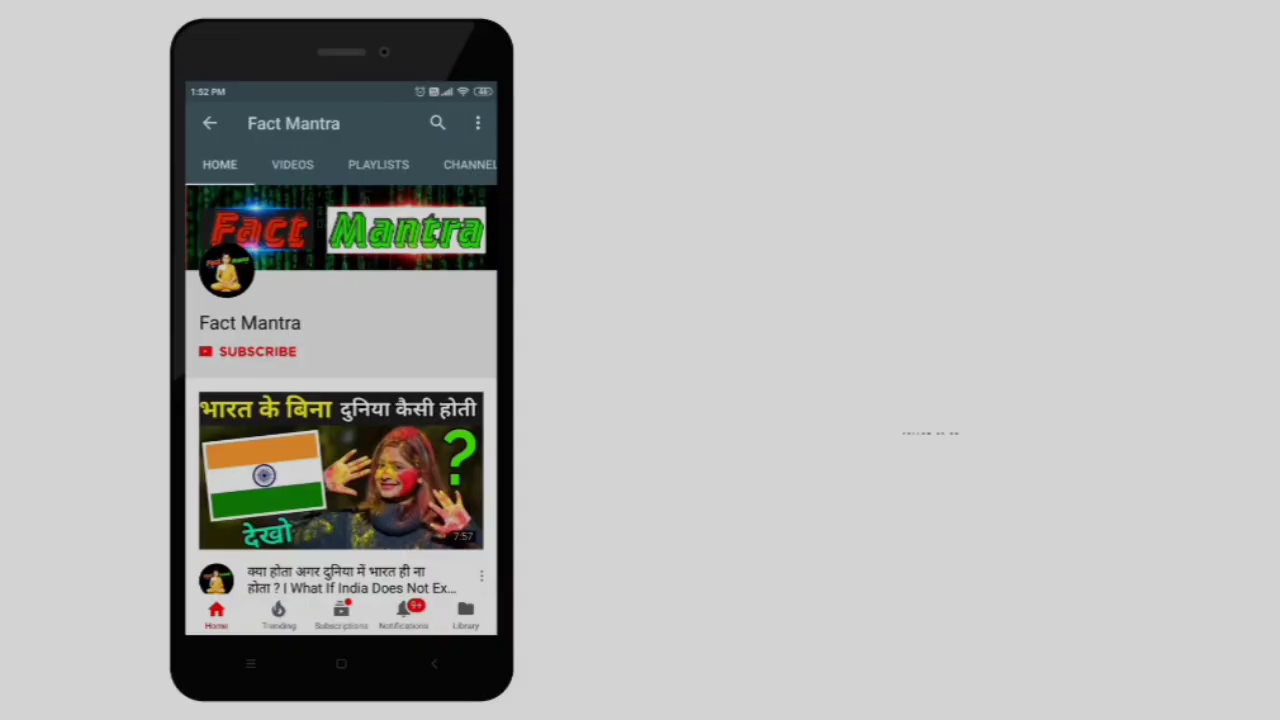 1:52 PM
48
Fact Mantra
HOME VIDEOS PLAYLISTS CHANNEL
Fact Mantra
Fact Mantra
SUBSCRIBE
भारत के बिना दुनिया कैसी होती
?
देखो
7:57
क्या होता अगर दुनिया में भारत ही ना
होता ? | What If India Does Not Ex...
9+
Home Trending Subscriptions Notifications Library